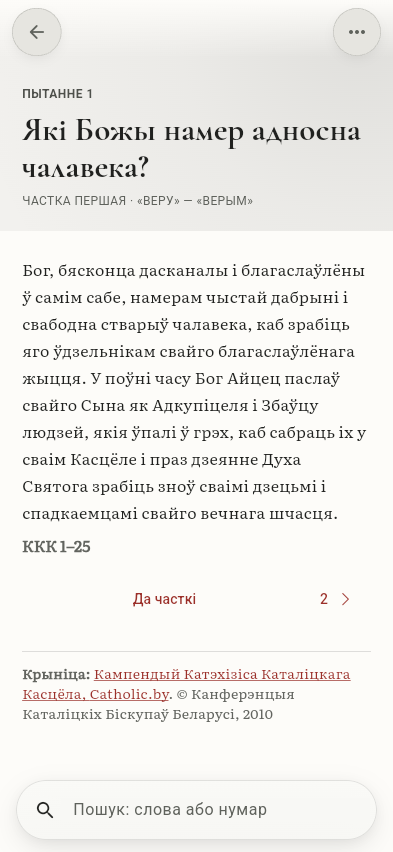 ПЫТАННЕ 1
Які Божы намер адносна
чалавека?
ЧАСТКА ПЕРШАЯ · «ВЕРУ» — «ВЕРЫМ»
Бог, бясконца дасканалы і благаслаўлёны
ў самім сабе, намерам чыстай дабрыні і
свабодна стварыў чалавека, каб зрабіць
яго ўдзельнікам свайго благаслаўлёнага
жыцця. У поўні часу Бог Айцец паслаў
свайго Сына як Адкупіцеля і Збаўцу
людзей, якія ўпалі ў грэх, каб сабраць іх у
сваім Касцёле і праз дзеянне Духа
Святога зрабіць зноў сваімі дзецьмі і
спадкаемцамі свайго вечнага шчасця.
ККК 1–25
Да часткі 2
Крыніца: Кампендый Катэхізіса Каталіцкага
Касцёла, Catholic.by. © Канферэнцыя
Каталіцкіх Біскупаў Беларусі, 2010
Пошук: слова або нумар